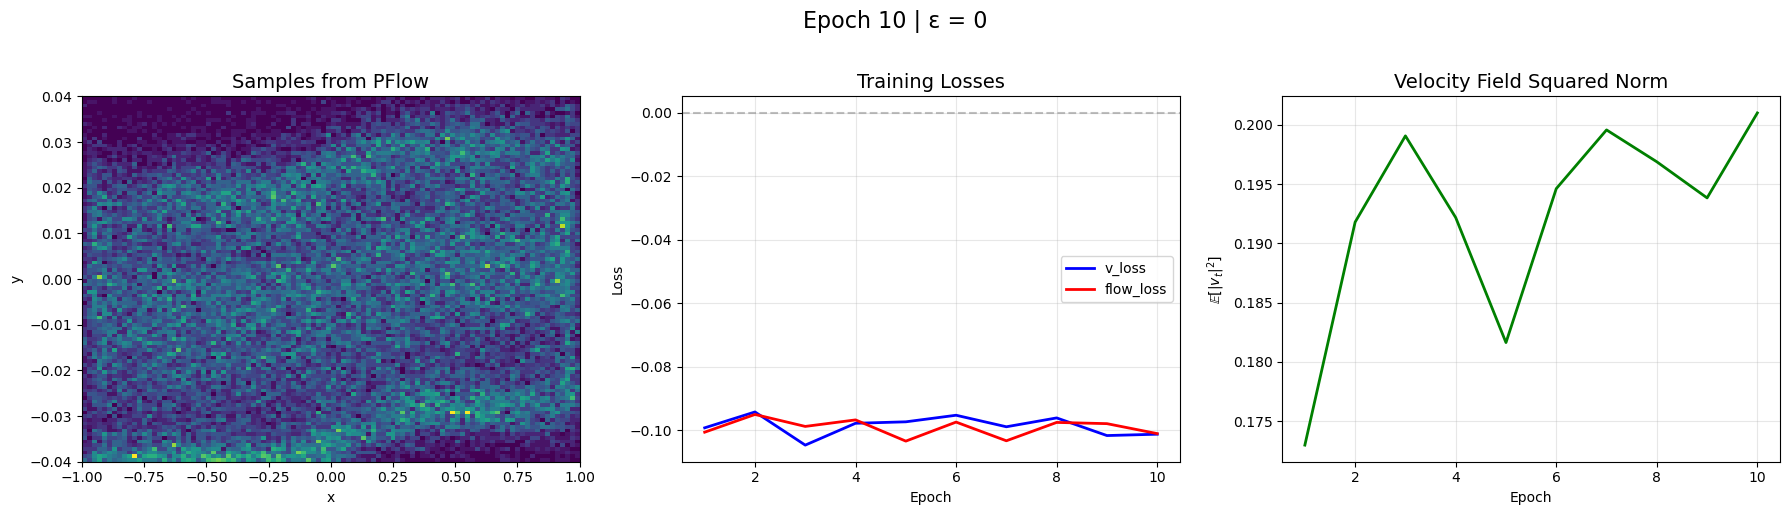 Epoch 10 | ε = 0
Samples from PFlow
0.04
0.03
0.02
0.01
0.00
−0.01
−0.02
−0.03
−0.04
y
−1.00 −0.75 −0.50 −0.25 0.00 0.25 0.50 0.75 1.00
x
Training Losses
0.00
−0.02
−0.04
−0.06
−0.08
−0.10
Loss
v_loss
flow_loss
2 4 6 8 10
Epoch
Velocity Field Squared Norm
0.200
0.195
0.190
0.185
0.180
0.175
𝔼[|v_t|²]
2 4 6 8 10
Epoch